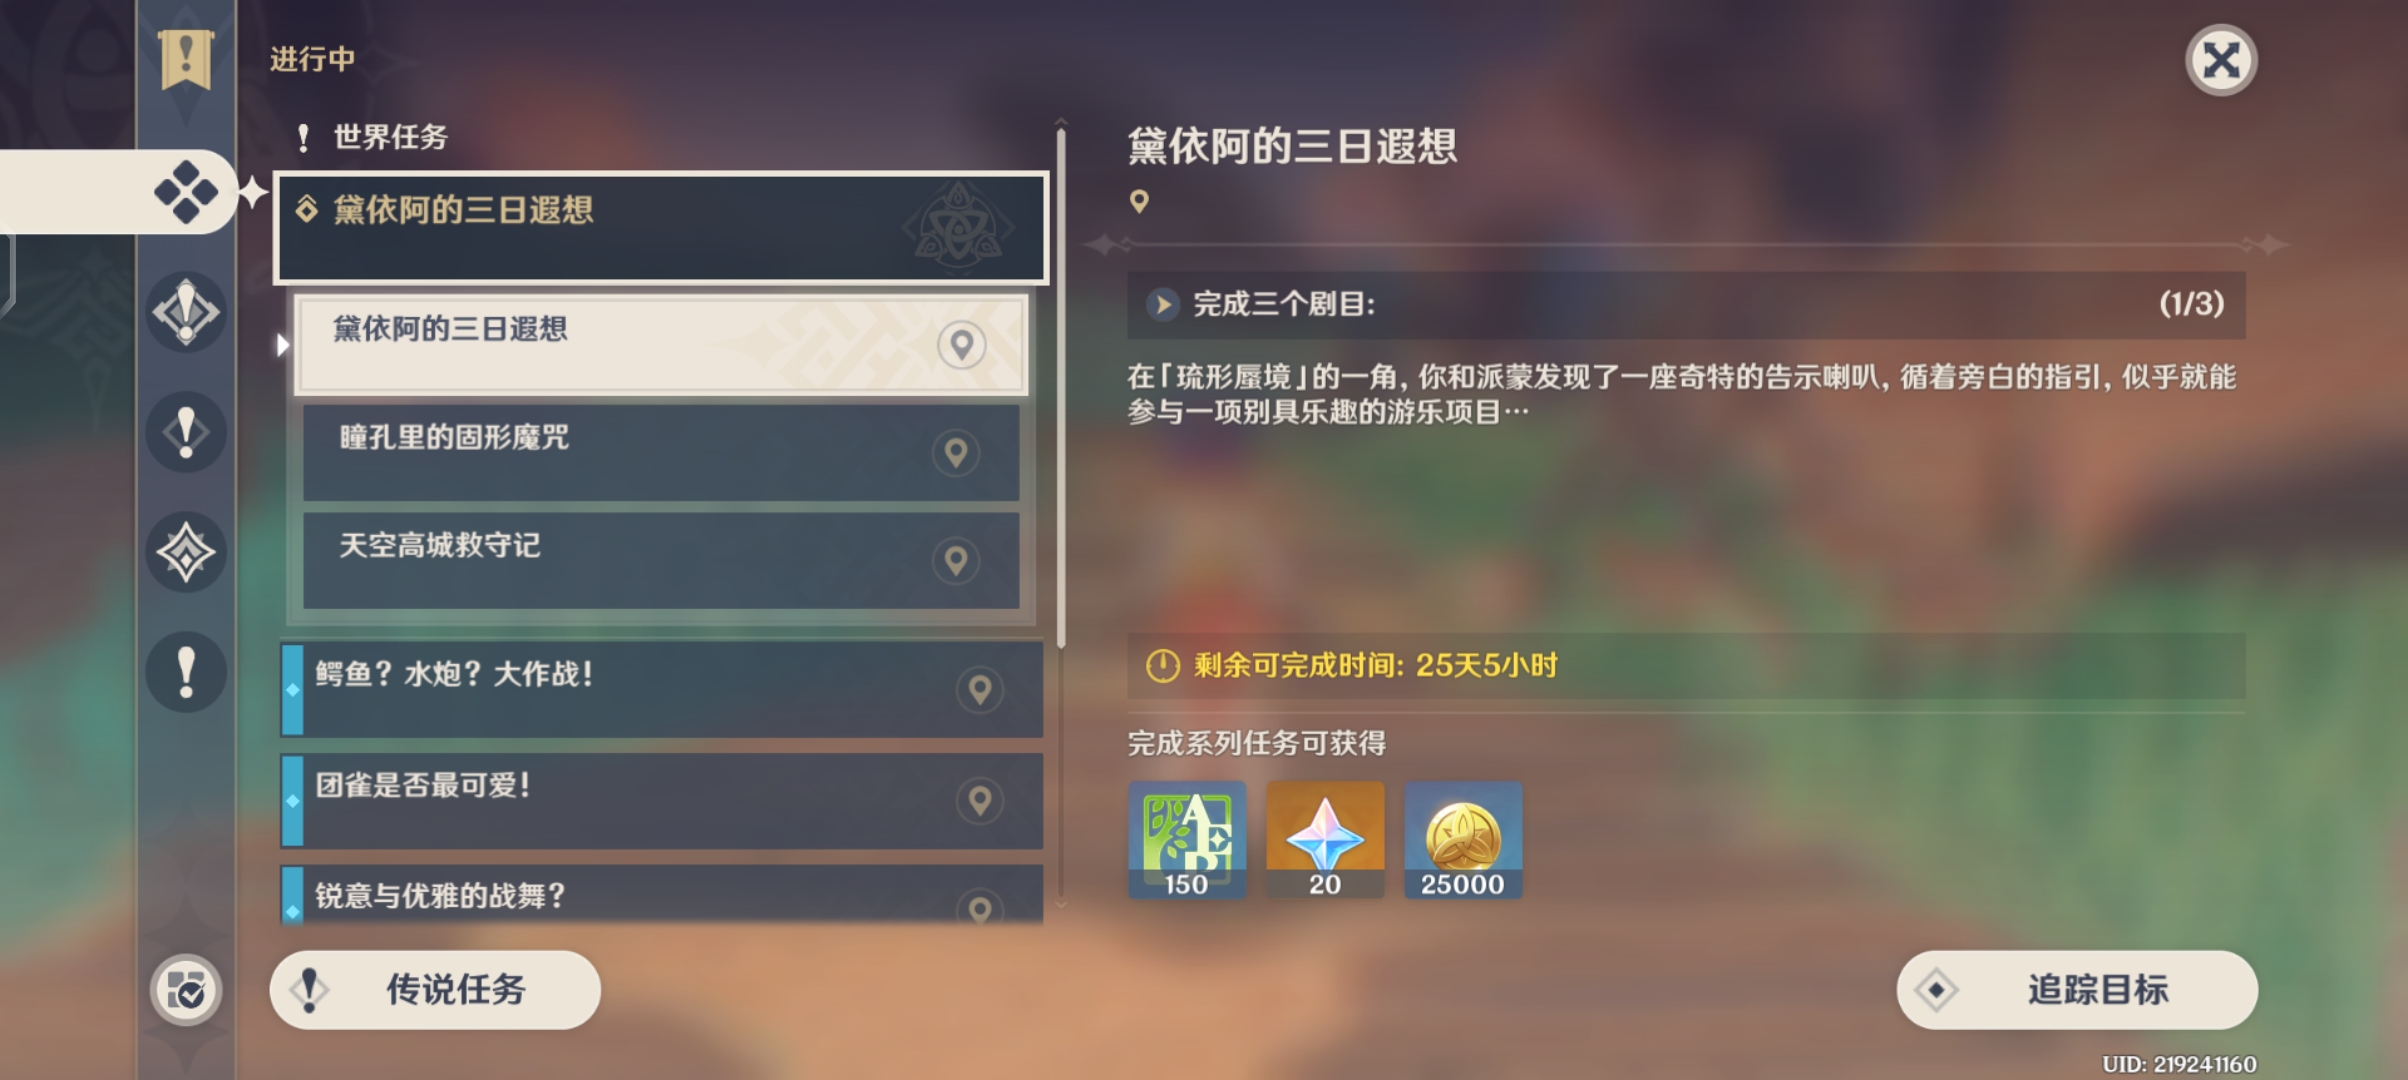 进行中
世界任务
黛依阿的三日遐想
黛依阿的三日遐想
瞳孔里的固形魔咒
天空高城救守记
鳄鱼？水炮？大作战！
团雀是否最可爱！
锐意与优雅的战舞？
传说任务
黛依阿的三日遐想
完成三个剧目： (1/3)
在「琉形蜃境」的一角，你和派蒙发现了一座奇特的告示喇叭，循着旁白的指引，似乎就能
参与一项别具乐趣的游乐项目…
剩余可完成时间：25天5小时
完成系列任务可获得
150
20
25000
追踪目标
UID: 219241160